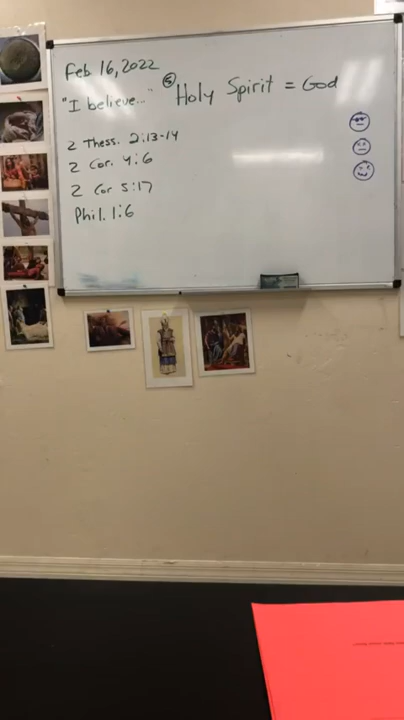 Feb 16, 2022
"I believe..."
⑤ Holy Spirit = God
2 Thess. 2:13-14
2 Cor. 4:6
2 Cor 5:17
Phil. 1:6